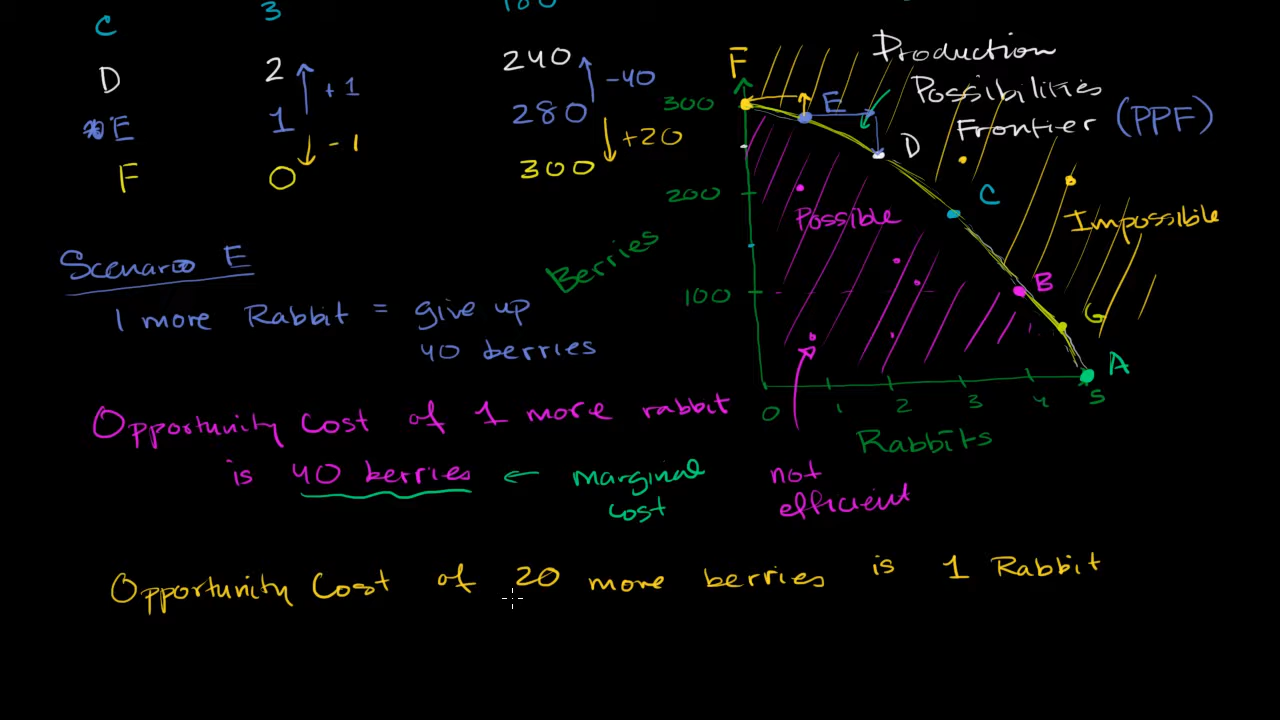 C 3 180
D 2 240
+1 -40
E 1 280
-1 +20
F 0 300
Scenario E
1 more Rabbit = give up
40 berries
Opportunity Cost of 1 more rabbit
is 40 berries ← marginal
cost
Opportunity Cost of 20 more berries is 1 Rabbit
Production
Possibilities
Frontier (PPF)
F
300
E
D
200
C
Possible
Impossible
Berries
100
B
G
A
0 1 2 3 4 5
Rabbits
not
efficient